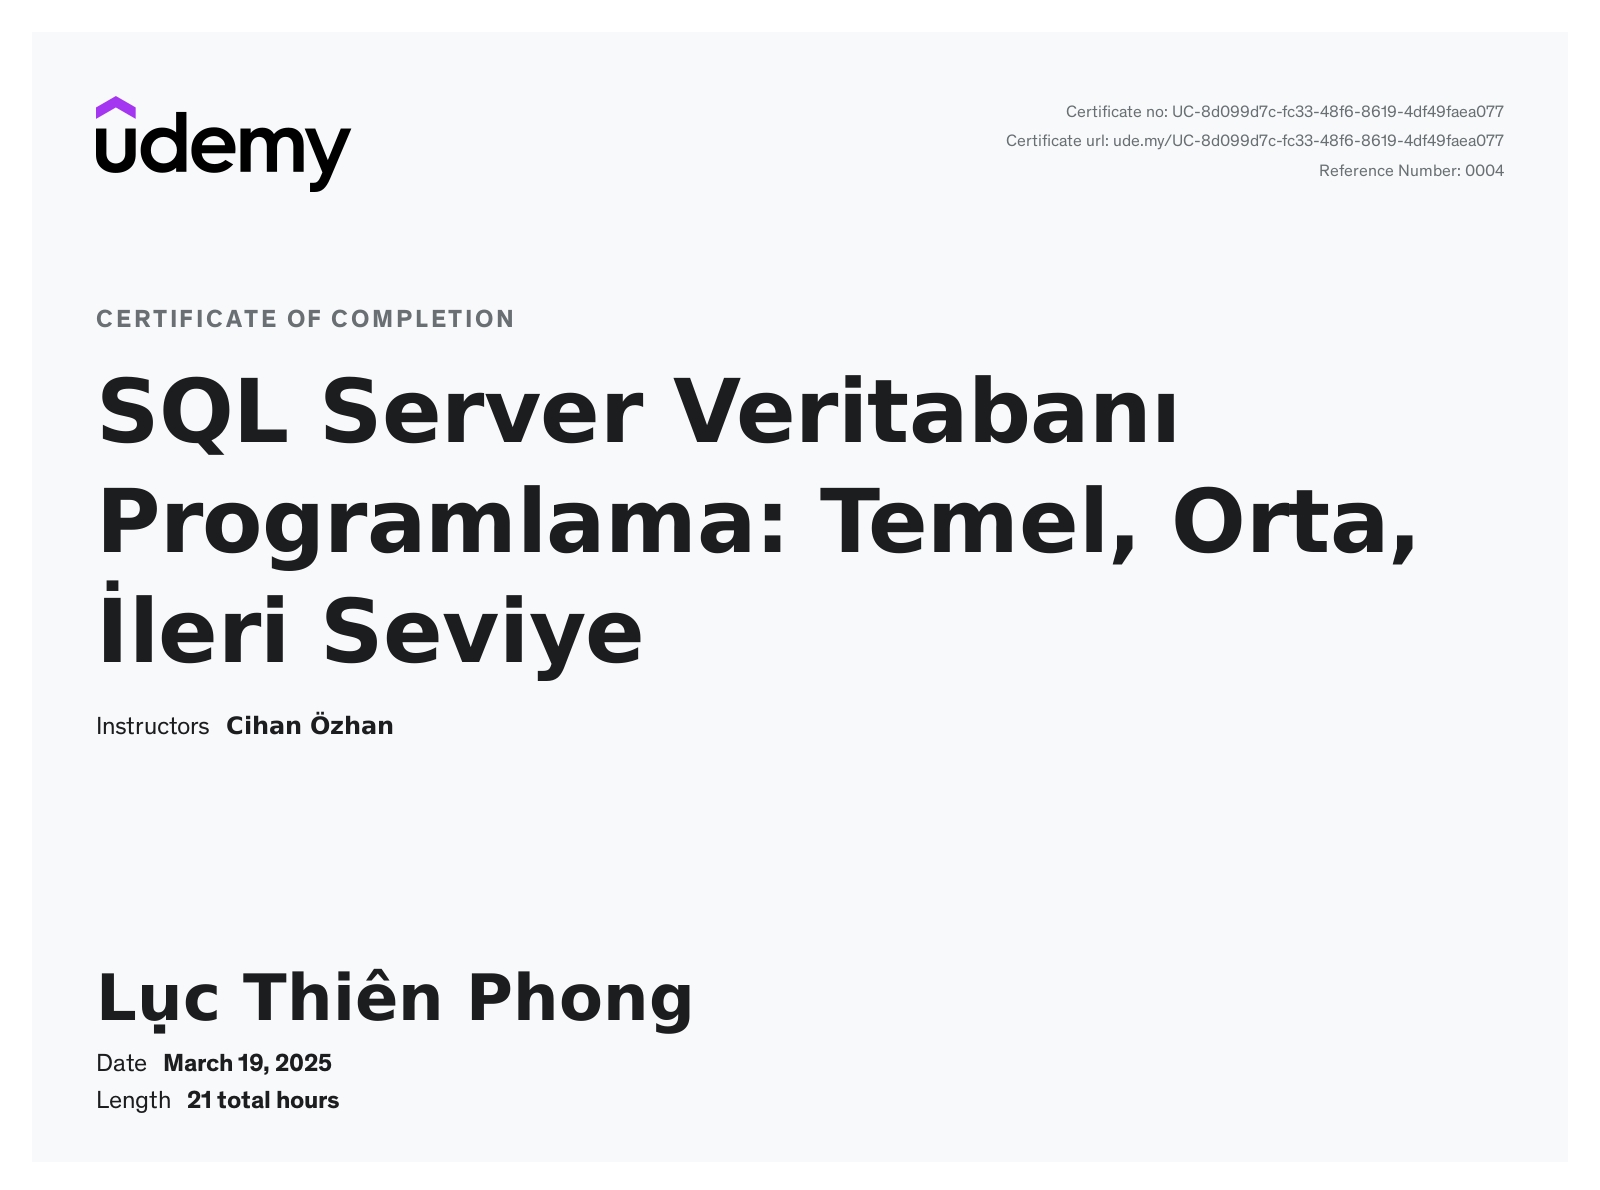 udemy
Certificate no: UC-8d099d7c-fc33-48f6-8619-4df49faea077
Certificate url: ude.my/UC-8d099d7c-fc33-48f6-8619-4df49faea077
Reference Number: 0004
CERTIFICATE OF COMPLETION
SQL Server Veritabanı
Programlama: Temel, Orta,
İleri Seviye
Instructors Cihan Özhan
Lục Thiên Phong
Date March 19, 2025
Length 21 total hours